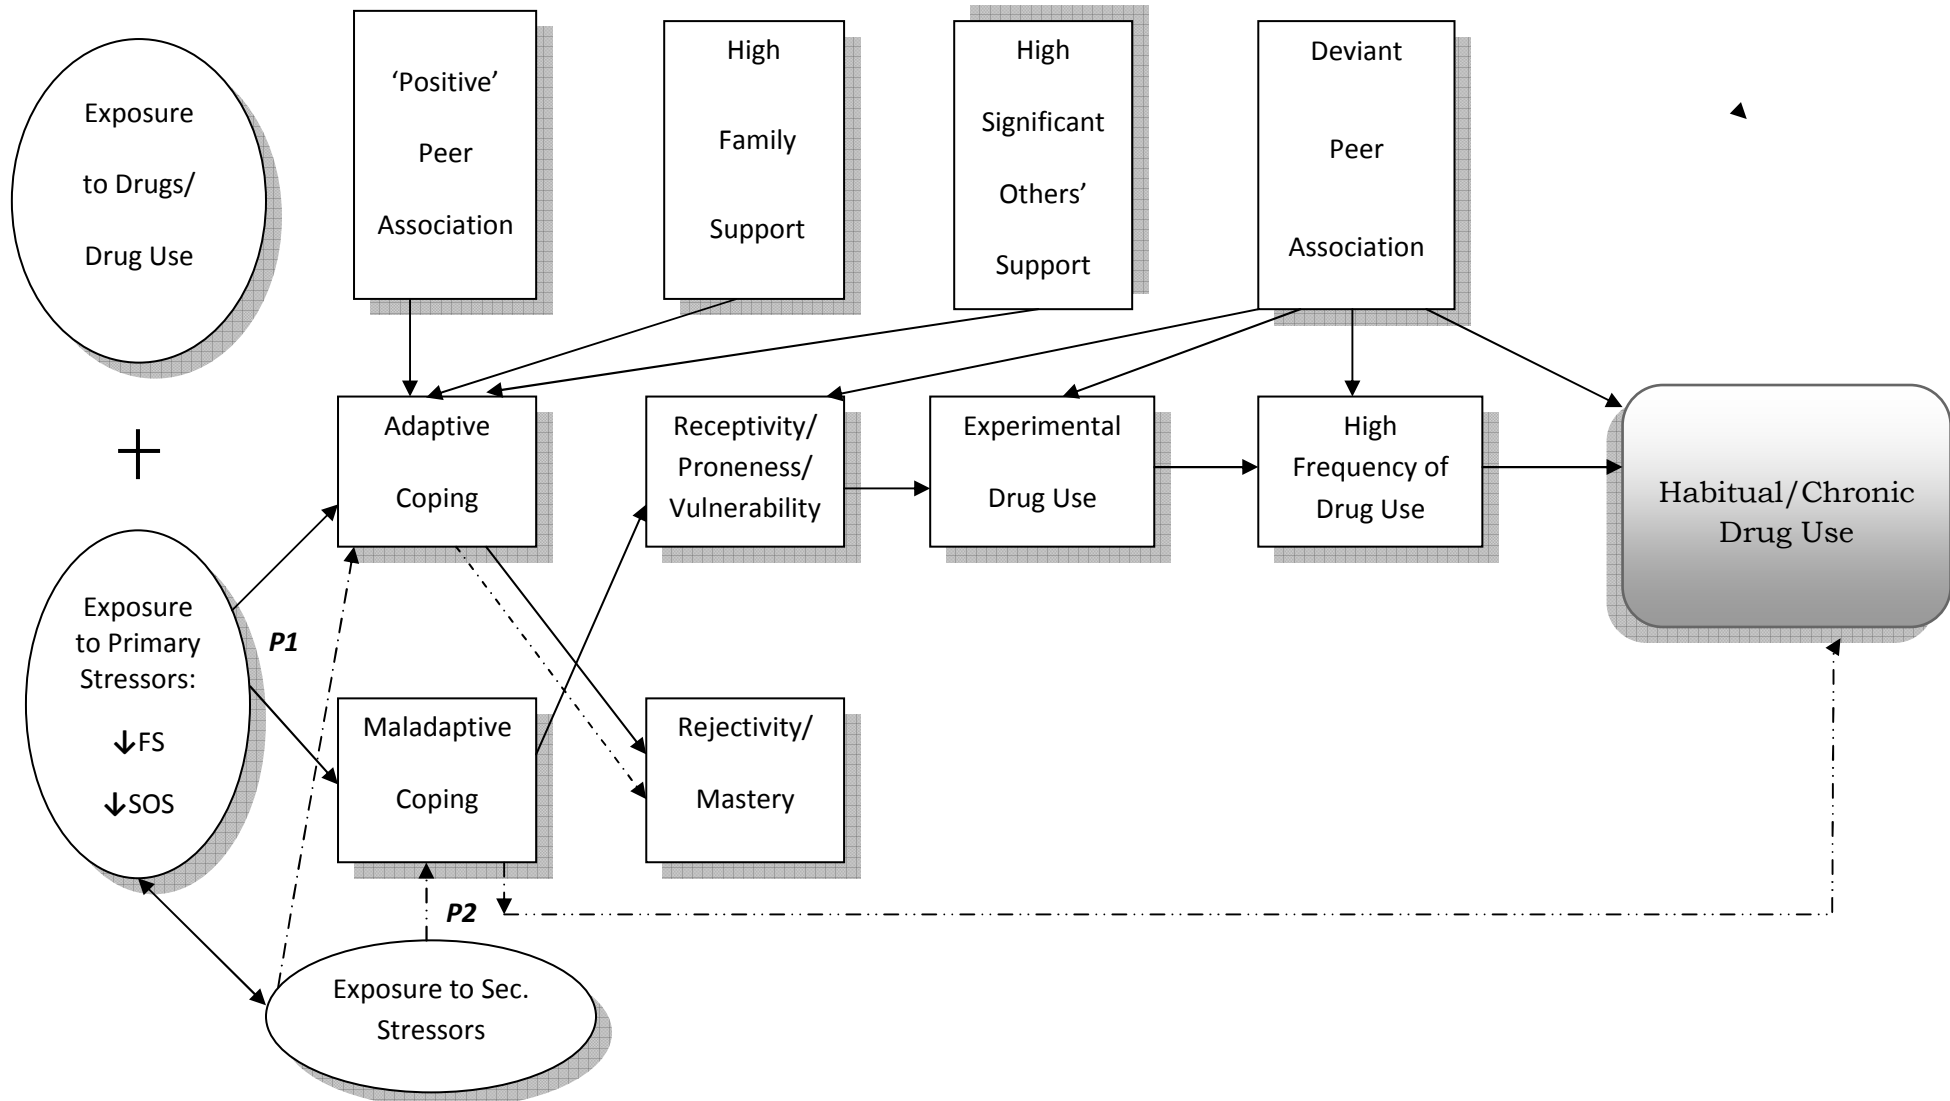 Exposure
to Drugs/
Drug Use
‘Positive’
Peer
Association
High
Family
Support
High
Significant
Others’
Support
Deviant
Peer
Association
+
Adaptive
Coping
Receptivity/
Proneness/
Vulnerability
Experimental
Drug Use
High
Frequency of
Drug Use
Habitual/Chronic
Drug Use
Exposure
to Primary
Stressors:
↓FS
↓SOS
P1
Maladaptive
Coping
Rejectivity/
Mastery
P2
Exposure to Sec.
Stressors